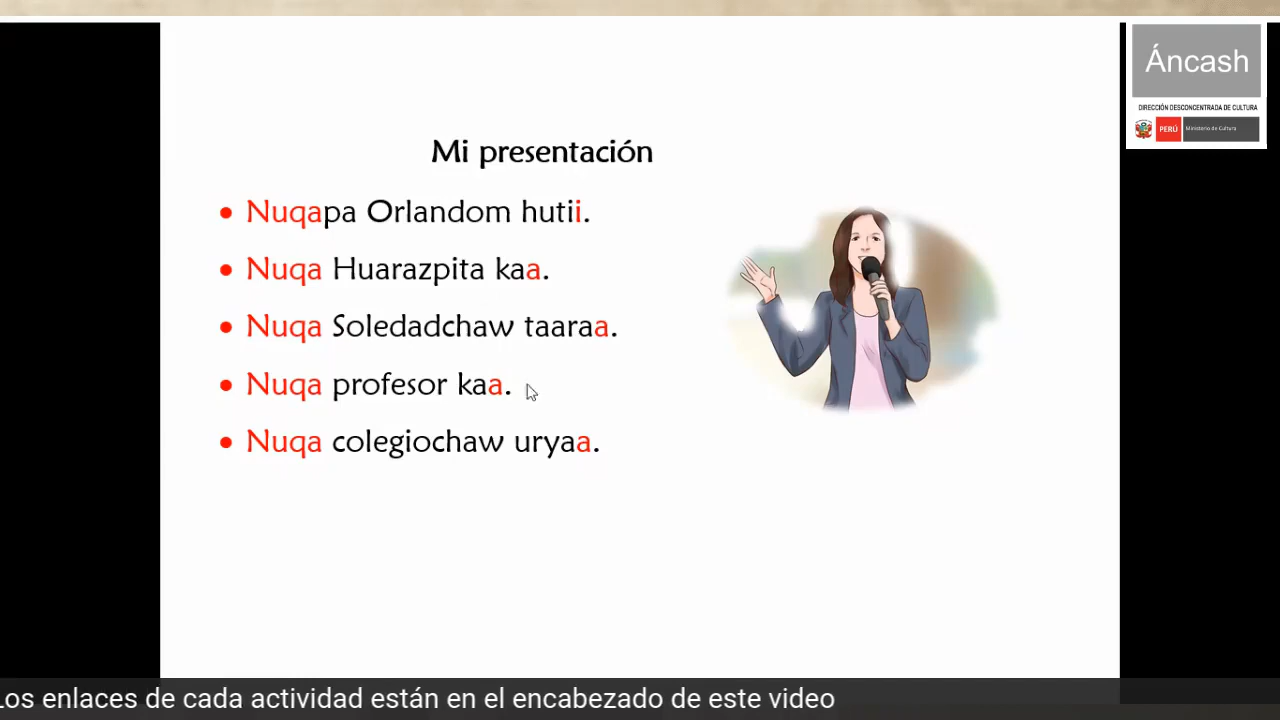 Áncash
DIRECCIÓN DESCONCENTRADA DE CULTURA
PERÚ
Ministerio de Cultura
Mi presentación
• Nuqapa Orlandom hutii.
• Nuqa Huarazpita kaa.
• Nuqa Soledadchaw taaraa.
• Nuqa profesor kaa.
• Nuqa colegiochaw uryaa.
Los enlaces de cada actividad están en el encabezado de este video